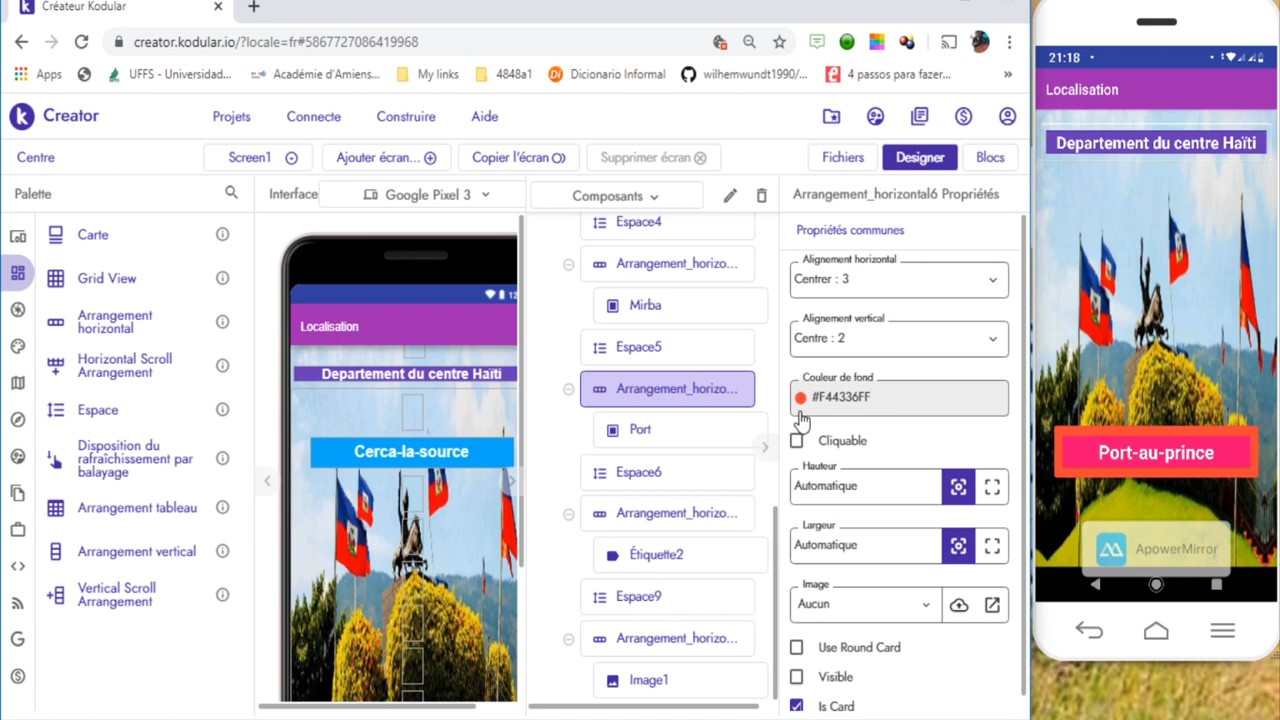 Créateur Kodular
creator.kodular.io/?locale=fr#5867727086419968
Apps
UFFS - Universidad...
Académie d'Amiens...
My links
4848a1
Dicionario Informal
wilhemwundt1990/...
4 passos para fazer...
»
Creator
Projets
Connecte
Construire
Aide
Centre
Screen1
Ajouter écran...
Copier l'écran
Supprimer écran
Fichiers
Designer
Blocs
Palette
Interface
Google Pixel 3
Composants
Arrangement_horizontal6 Propriétés
Carte
Grid View
Arrangement
horizontal
Horizontal Scroll
Arrangement
Espace
Disposition du
rafraîchissement par
balayage
Arrangement tableau
Arrangement vertical
Vertical Scroll
Arrangement
12
Localisation
Departement du centre Haïti
Cerca-la-source
Espace4
Arrangement_horizo...
Mirba
Espace5
Arrangement_horizo...
Port
Espace6
Arrangement_horizo...
Étiquette2
Espace9
Arrangement_horizo...
Image1
Propriétés communes
Alignement horizontal
Centrer : 3
Alignement vertical
Centre : 2
Couleur de fond
#F44336FF
Cliquable
Hauteur
Automatique
Largeur
Automatique
Image
Aucun
Use Round Card
Visible
Is Card
21:18
Localisation
Departement du centre Haïti
Port-au-prince
ApowerMirror